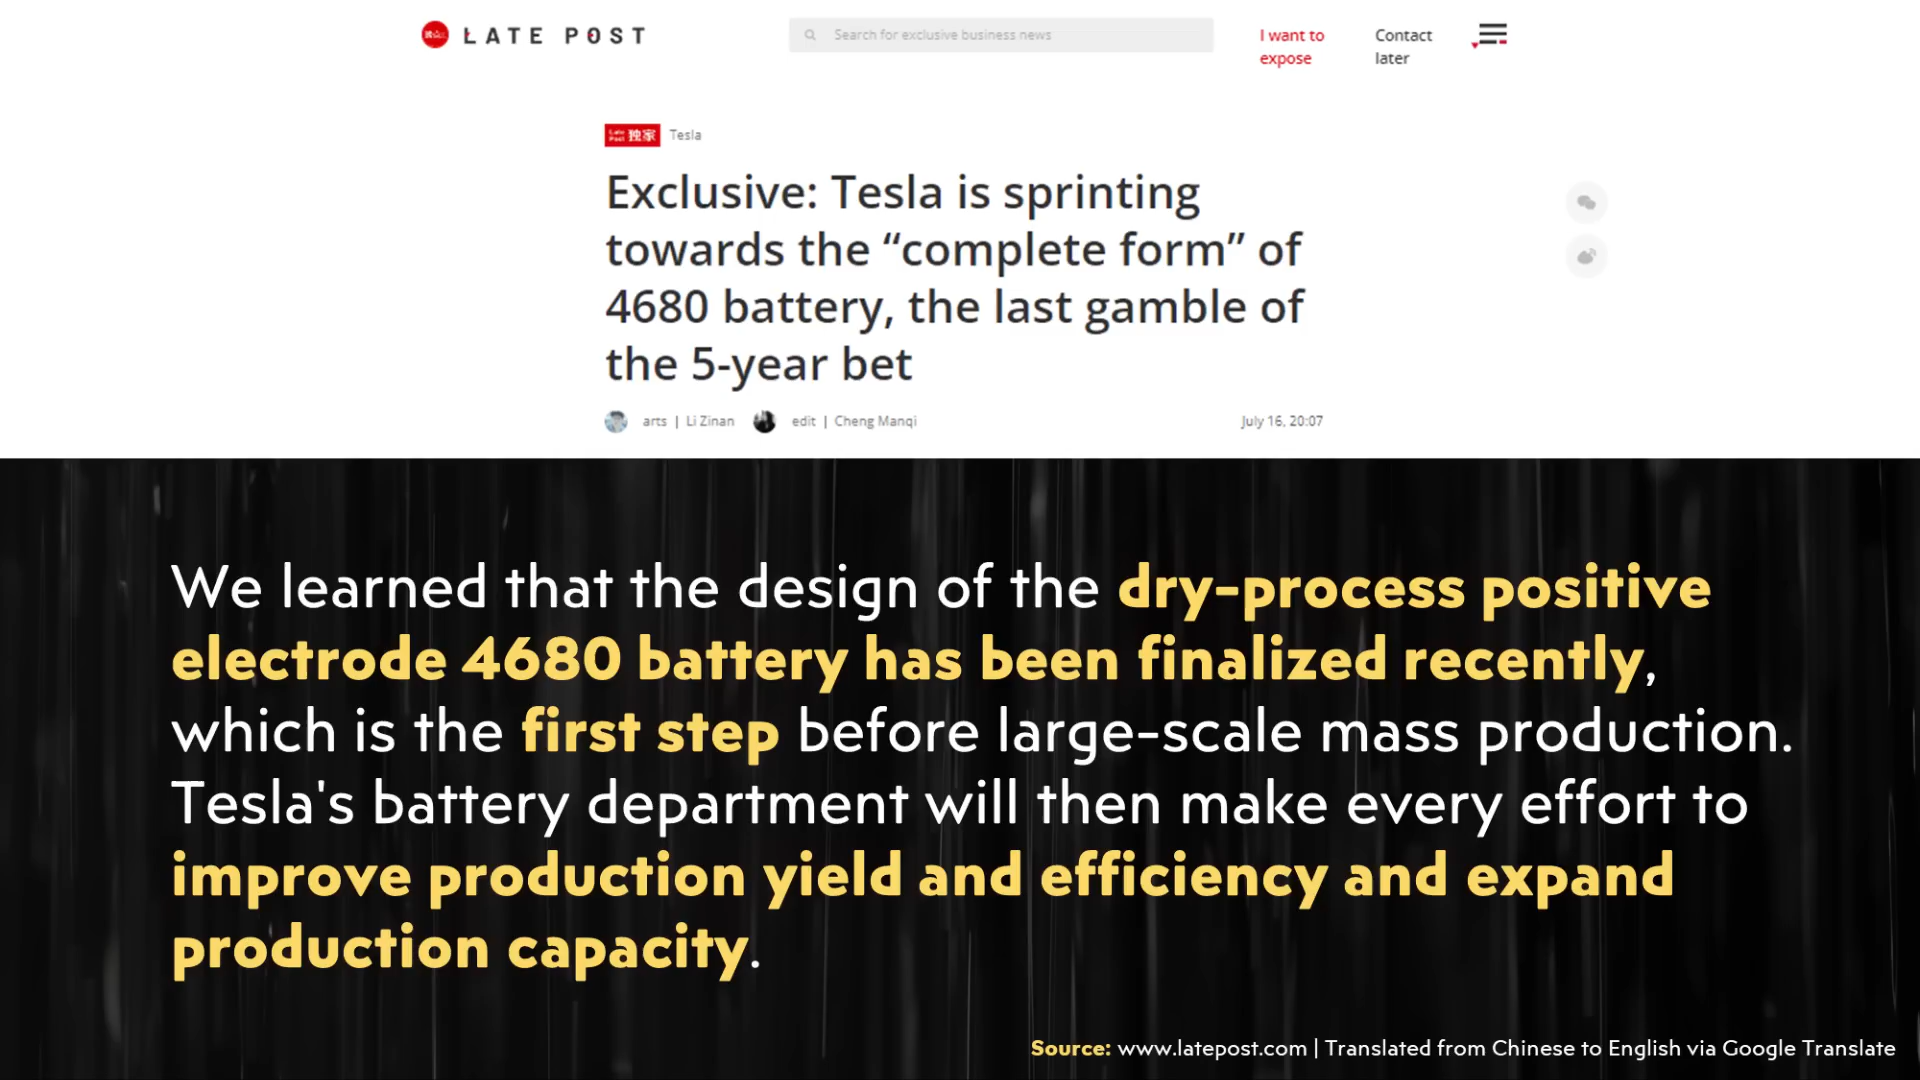 LATE POST
Search for exclusive business news
I want to
expose
Contact
later
Late
Post 独家 Tesla
Exclusive: Tesla is sprinting
towards the “complete form” of
4680 battery, the last gamble of
the 5-year bet
arts | Li Zinan edit | Cheng Manqi July 16, 20:07
We learned that the design of the dry-process positive
electrode 4680 battery has been finalized recently,
which is the first step before large-scale mass production.
Tesla's battery department will then make every effort to
improve production yield and efficiency and expand
production capacity.
Source: www.latepost.com | Translated from Chinese to English via Google Translate